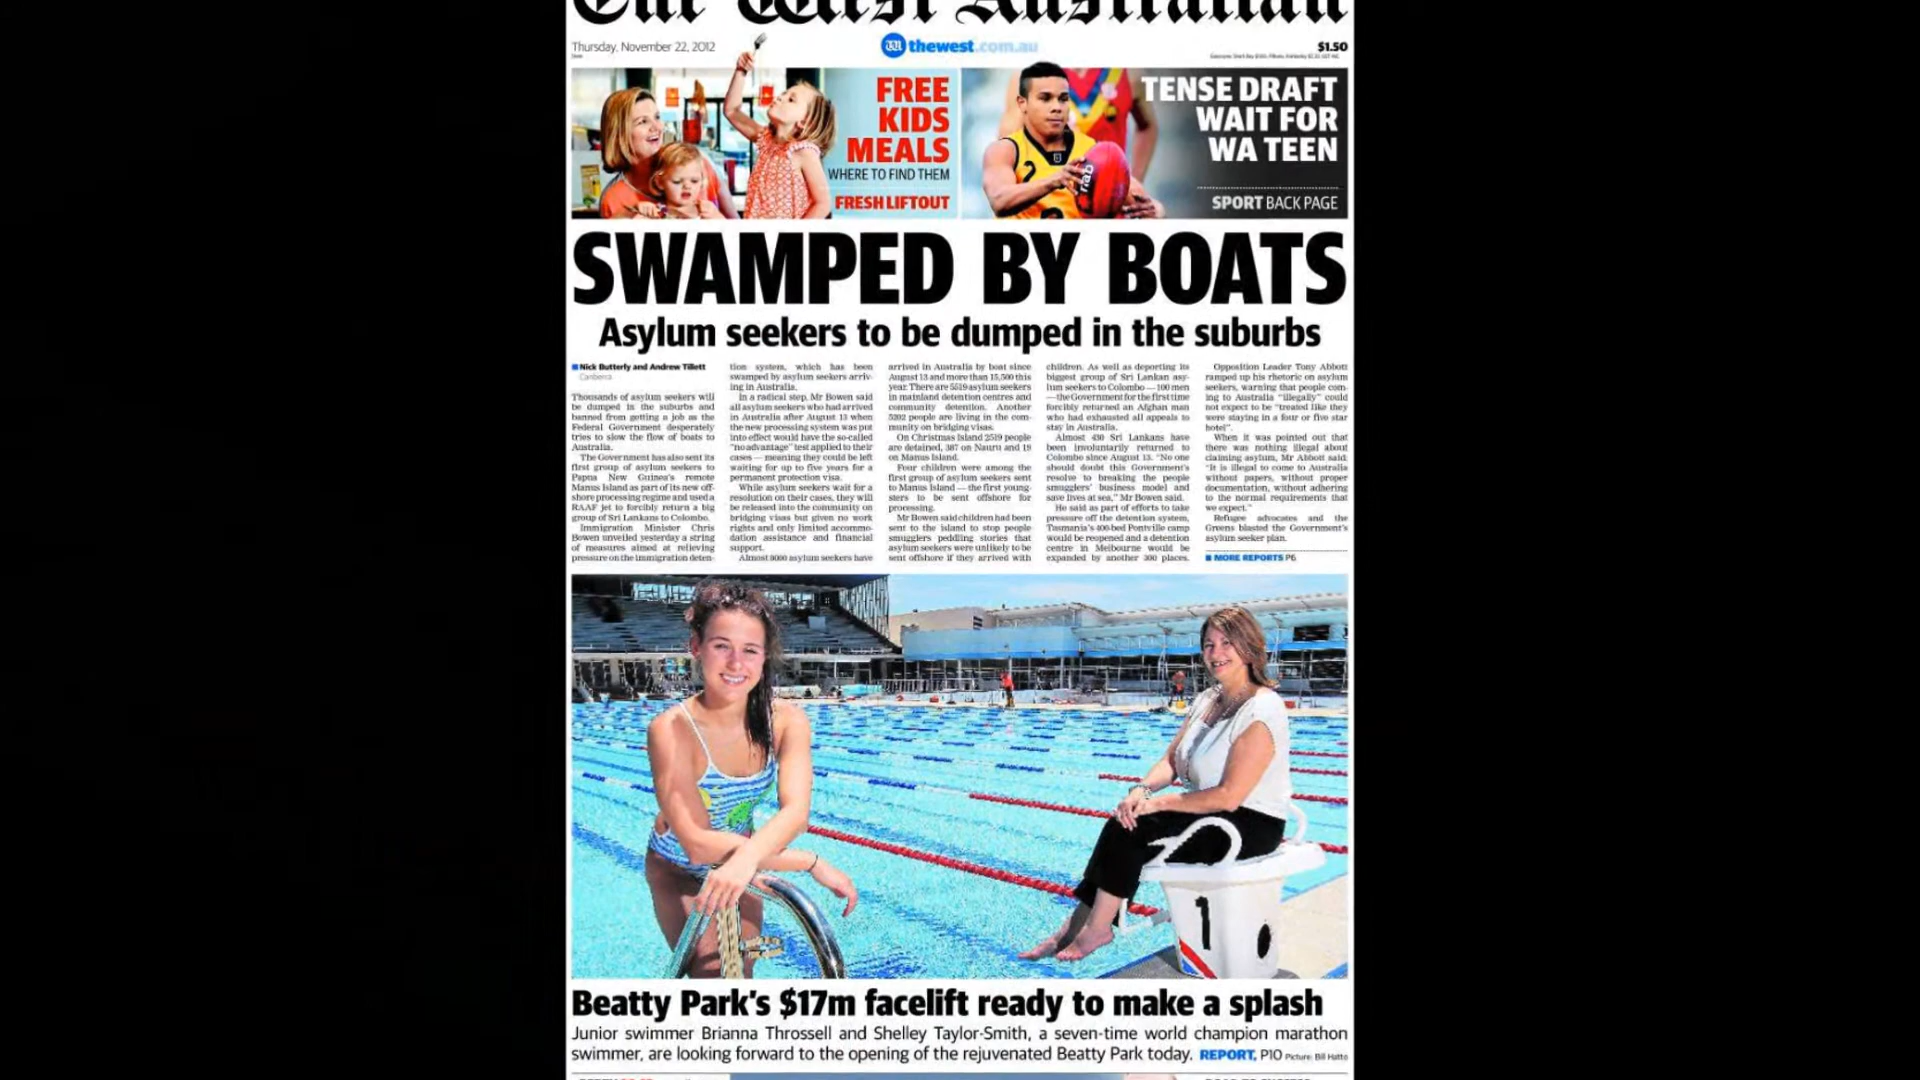 The West Australian
Thursday, November 22, 2012
thewest.com.au
$1.50
FREE
KIDS
MEALS
WHERE TO FIND THEM
FRESH LIFTOUT
TENSE DRAFT
WAIT FOR
WA TEEN
SPORT BACK PAGE
SWAMPED BY BOATS
Asylum seekers to be dumped in the suburbs
Nick Butterly and Andrew Tillett
Canberra
Thousands of asylum seekers will
be dumped in the suburbs and
banned from getting a job as the
Federal Government desperately
tries to slow the flow of boats to
Australia.
The Government has also sent its
first group of asylum seekers to
Papua New Guinea's remote
Manus Island as part of its new off-
shore processing regime and used a
RAAF jet to forcibly return a big
group of Sri Lankans to Colombo.
Immigration Minister Chris
Bowen unveiled yesterday a string
of measures aimed at relieving
pressure on the immigration deten-
tion system, which has been
swamped by asylum seekers arriv-
ing in Australia.
In a radical step, Mr Bowen said
all asylum seekers who had arrived
in Australia after August 13 when
the new processing system was put
into effect would have the so-called
"no advantage" test applied to their
cases — meaning they could be left
waiting for up to five years for a
permanent protection visa.
While asylum seekers wait for a
resolution on their cases, they will
be released into the community on
bridging visas but given no work
rights and only limited accommo-
dation assistance and financial
support.
Almost 8000 asylum seekers have
arrived in Australia by boat since
August 13 and more than 15,500 this
year. There are 5519 asylum seekers
in mainland detention centres and
community detention. Another
5202 people are living in the com-
munity on bridging visas.
On Christmas Island 2519 people
are detained, 387 on Nauru and 19
on Manus Island.
Four children were among the
first group of asylum seekers sent
to Manus Island — the first young-
sters to be sent offshore for
processing.
Mr Bowen said children had been
sent to the island to stop people
smugglers peddling stories that
asylum seekers were unlikely to be
sent offshore if they arrived with
children. As well as deporting its
biggest group of Sri Lankan asy-
lum seekers to Colombo — 100 men
— the Government for the first time
forcibly returned an Afghan man
who had exhausted all appeals to
stay in Australia.
Almost 430 Sri Lankans have
been involuntarily returned to
Colombo since August 13. "No one
should doubt this Government's
resolve to breaking the people
smugglers' business model and
save lives at sea," Mr Bowen said.
He said as part of efforts to take
pressure off the detention system,
Tasmania's 400-bed Pontville camp
would be reopened and a detention
centre in Melbourne would be
expanded by another 300 places.
Opposition Leader Tony Abbott
ramped up his rhetoric on asylum
seekers, warning that people com-
ing to Australia "illegally" could
not expect to be "treated like they
were staying in a four or five star
hotel".
When it was pointed out that
there was nothing illegal about
claiming asylum, Mr Abbott said:
"It is illegal to come to Australia
without papers, without proper
documentation, without adhering
to the normal requirements that
we expect."
Refugee advocates and the
Greens blasted the Government's
asylum seeker plan.
MORE REPORTS P6
1
Beatty Park's $17m facelift ready to make a splash
Junior swimmer Brianna Throssell and Shelley Taylor-Smith, a seven-time world champion marathon
swimmer, are looking forward to the opening of the rejuvenated Beatty Park today. REPORT, P10 Picture: Bill Hatto